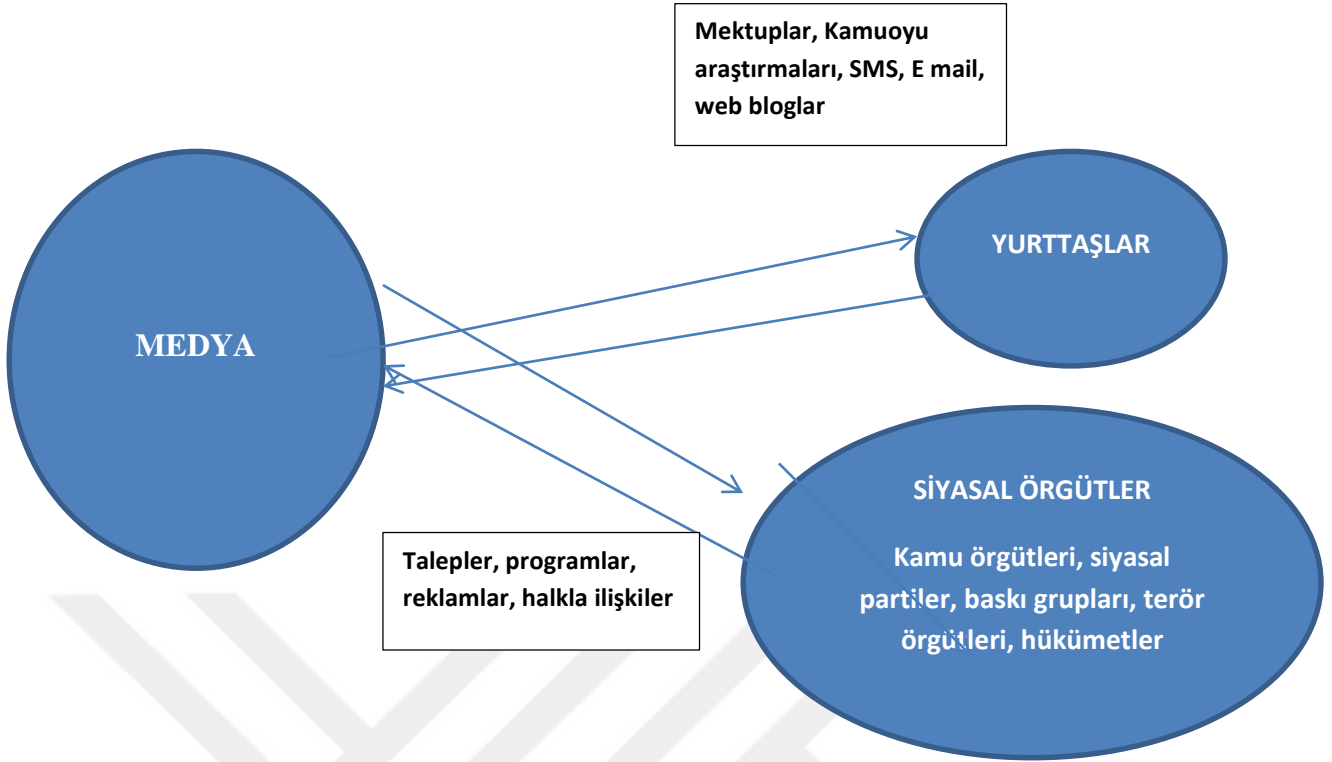 Mektuplar, Kamuoyu
araştırmaları, SMS, E mail,
web bloglar
YURTTAŞLAR
MEDYA
SİYASAL ÖRGÜTLER
Kamu örgütleri, siyasal
partiler, baskı grupları, terör
örgütleri, hükümetler
Talepler, programlar,
reklamlar, halkla ilişkiler